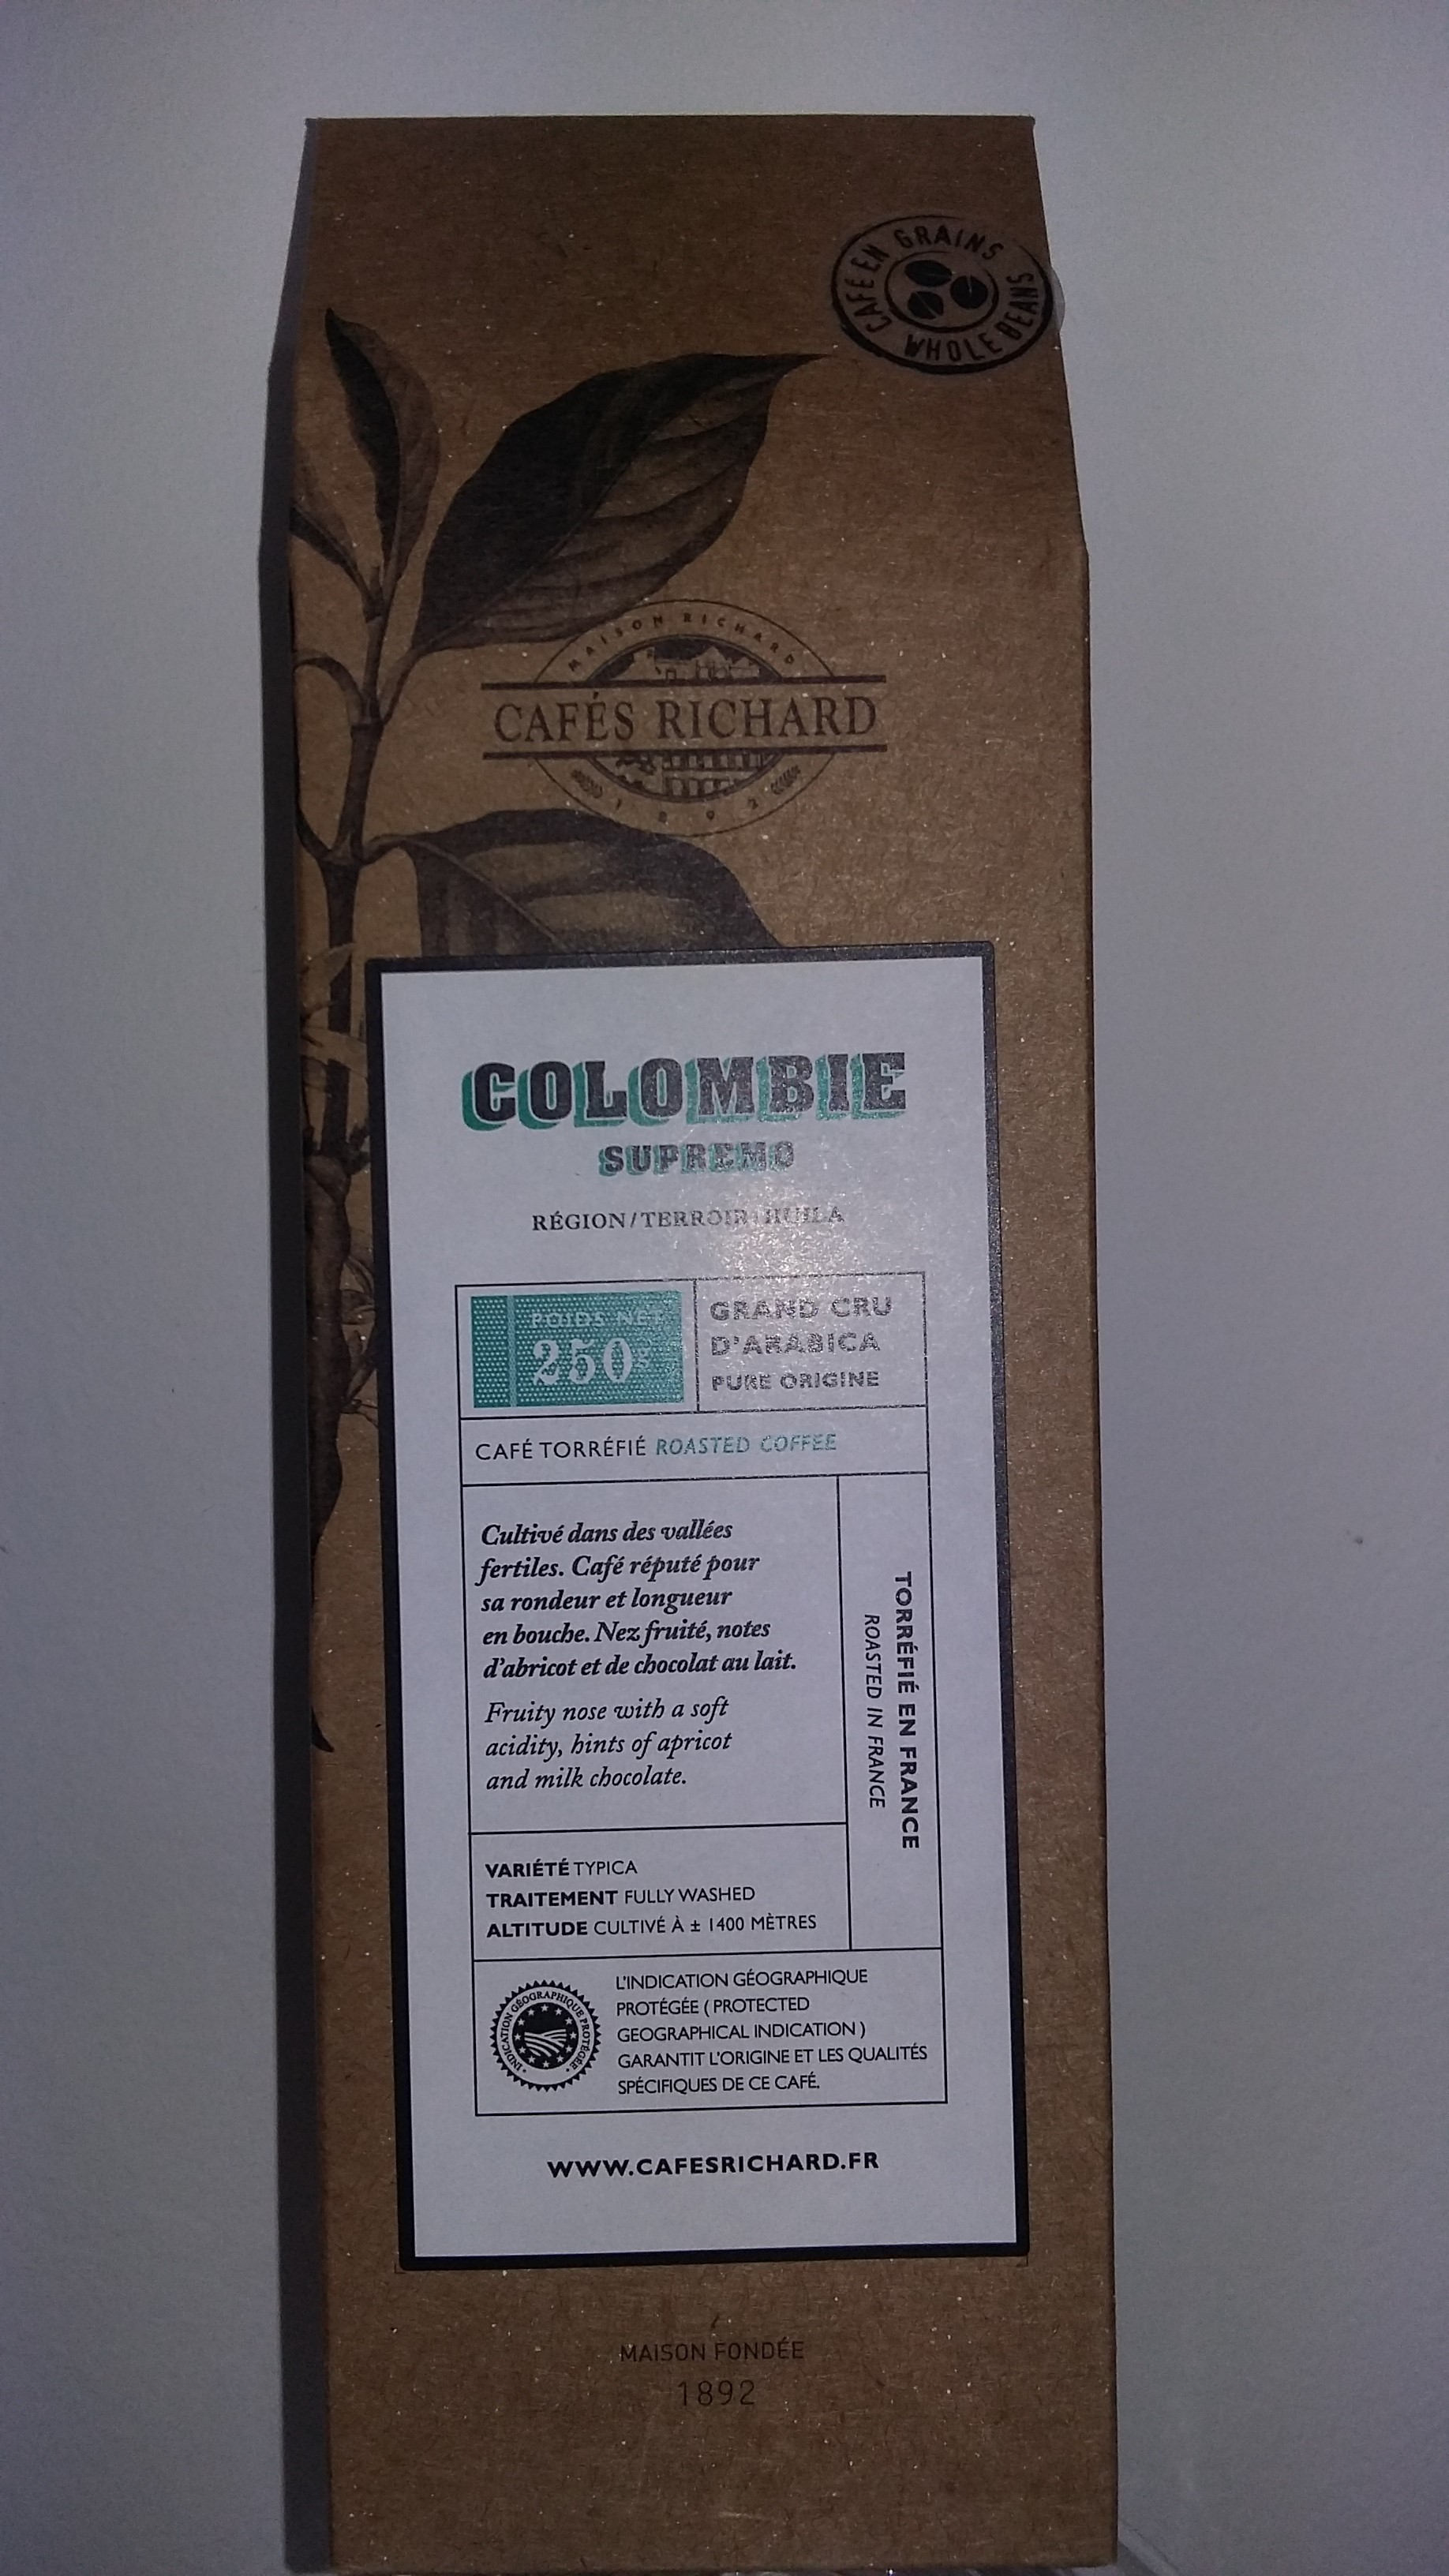 CAFÉ EN GRAINS
WHOLE BEANS
MAISON RICHARD
CAFÉS RICHARD
1892
COLOMBIE
SUPREMO
RÉGION/TERROIR: HUILA
POIDS NET
250g
GRAND CRU
D'ARABICA
PURE ORIGINE
CAFÉ TORRÉFIÉ ROASTED COFFEE
Cultivé dans des vallées
fertiles. Café réputé pour
sa rondeur et longueur
en bouche. Nez fruité, notes
d'abricot et de chocolat au lait.
Fruity nose with a soft
acidity, hints of apricot
and milk chocolate.
TORRÉFIÉ EN FRANCE
ROASTED IN FRANCE
VARIÉTÉ TYPICA
TRAITEMENT FULLY WASHED
ALTITUDE CULTIVÉ À ± 1400 MÈTRES
INDICATION GÉOGRAPHIQUE PROTÉGÉE
L'INDICATION GÉOGRAPHIQUE
PROTÉGÉE ( PROTECTED
GEOGRAPHICAL INDICATION )
GARANTIT L'ORIGINE ET LES QUALITÉS
SPÉCIFIQUES DE CE CAFÉ.
WWW.CAFESRICHARD.FR
MAISON FONDÉE
1892